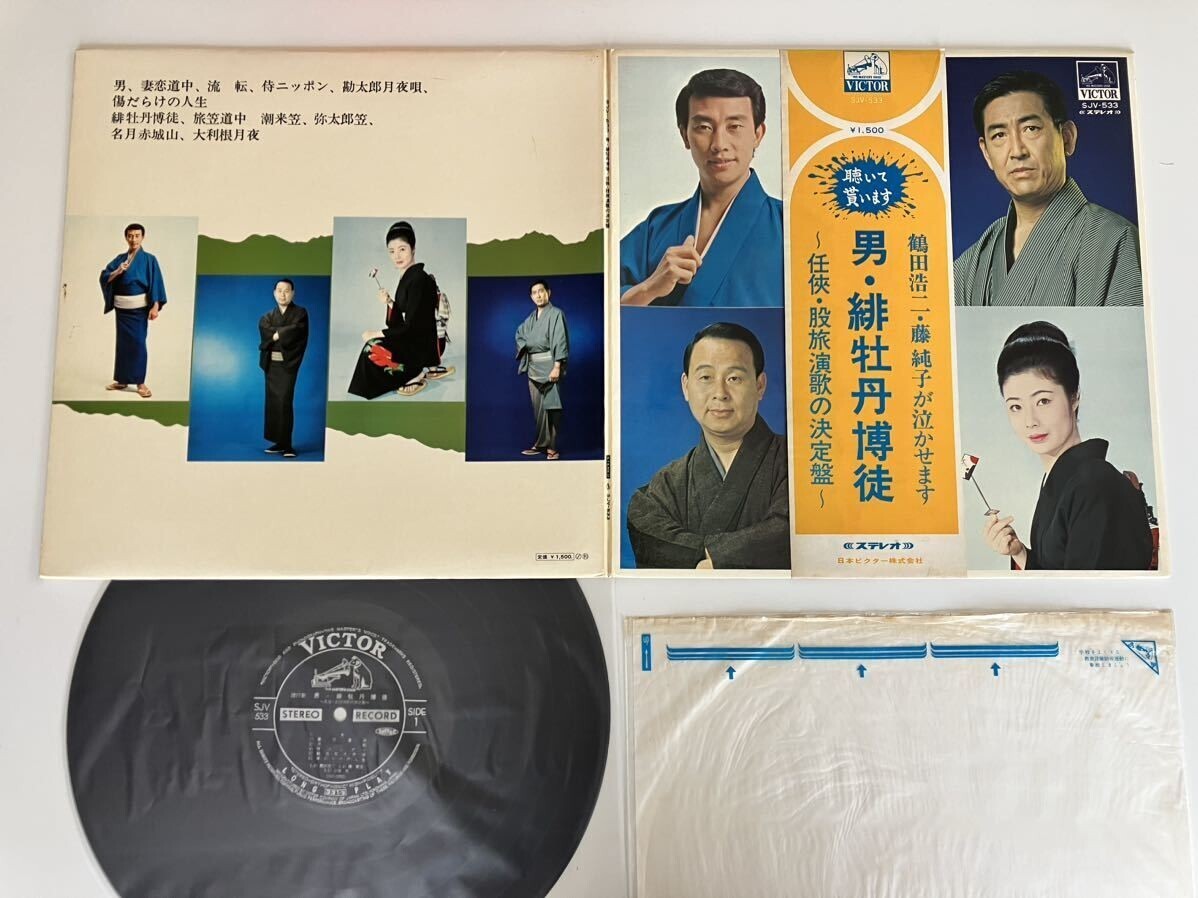 男、妻恋道中、流　転、侍ニッポン、勘太郎月夜唄、
傷だらけの人生
緋牡丹博徒、旅笠道中　潮来笠、弥太郎笠、
名月赤城山、大利根月夜
定価 ¥1,500.
VICTOR
SJV-533
¥1,500
聴いて
貰います
鶴田浩二・藤 純子が泣かせます
男・緋牡丹博徒
〜任侠・股旅演歌の決定盤〜
ステレオ
日本ビクター株式会社
VICTOR
SJV-533
ステレオ
VICTOR
男・緋牡丹博徒
SJV
533
STEREO
RECORD
SIDE
1
LONG PLAY